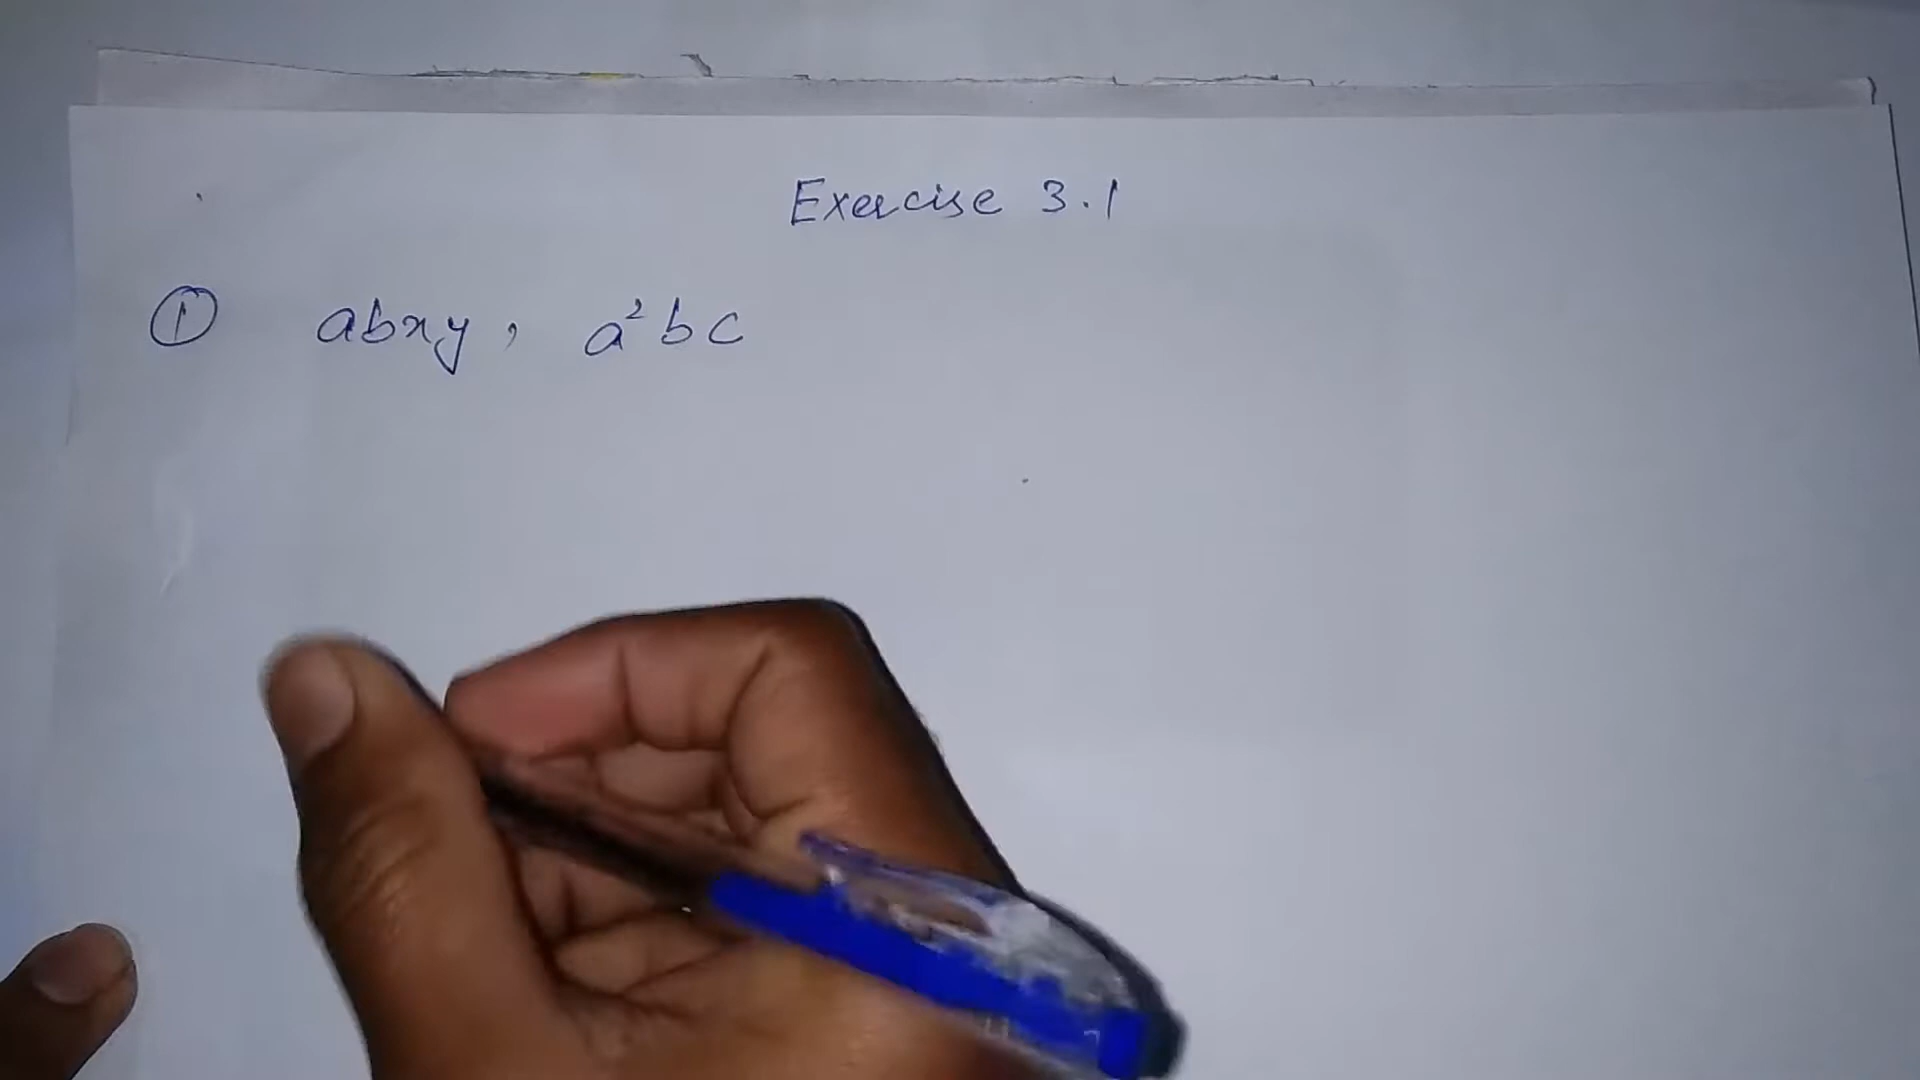 Exercise 3.1
① abxy, a²bc